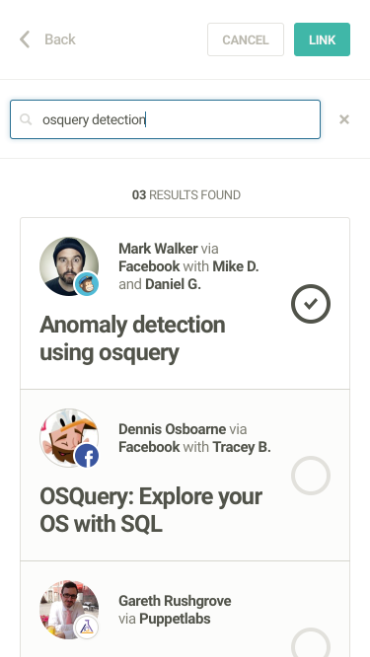 Back
CANCEL
LINK
osquery detection
03 RESULTS FOUND
Mark Walker via
Facebook with Mike D.
and Daniel G.
Anomaly detection
using osquery
Dennis Osboarne via
Facebook with Tracey B.
OSQuery: Explore your
OS with SQL
Gareth Rushgrove
via Puppetlabs